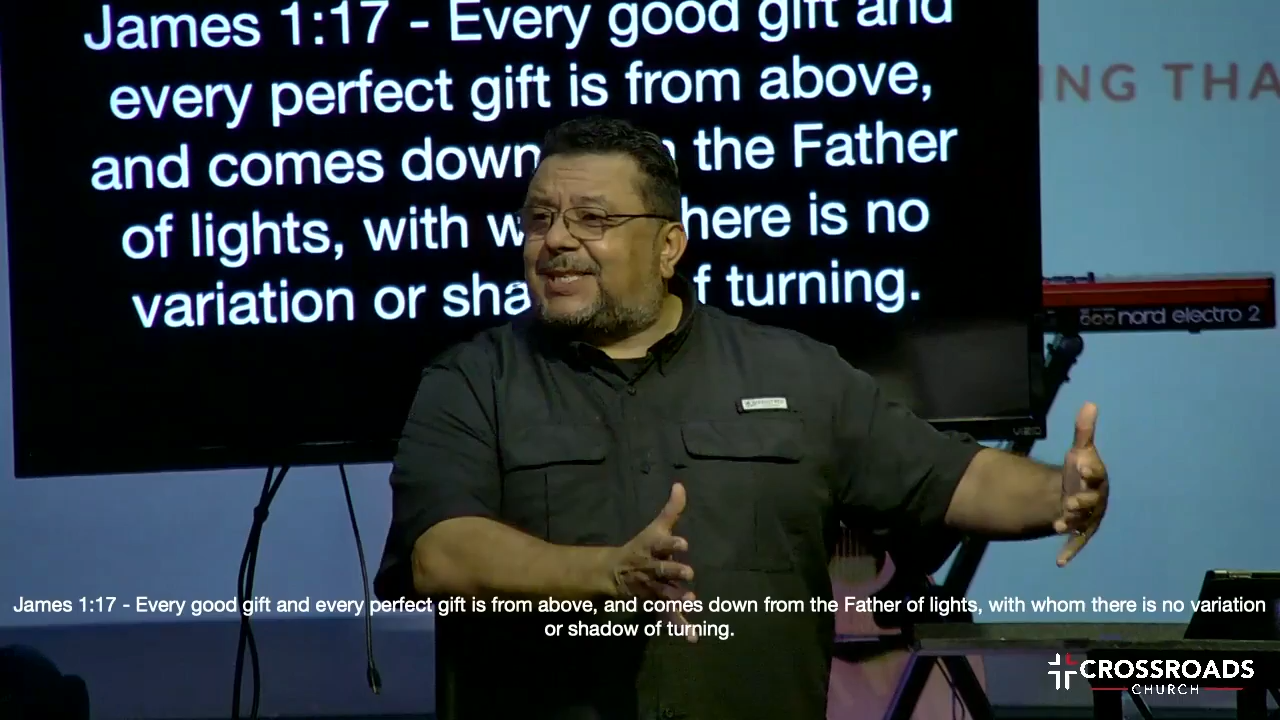 James 1:17 - Every good gift and
every perfect gift is from above,
and comes down the Father
of lights, with here is no
variation or sha f turning.
ING THA
nord electro 2
VIZIO
James 1:17 - Every good gift and every perfect gift is from above, and comes down from the Father of lights, with whom there is no variation
or shadow of turning.
CROSSROADS
CHURCH